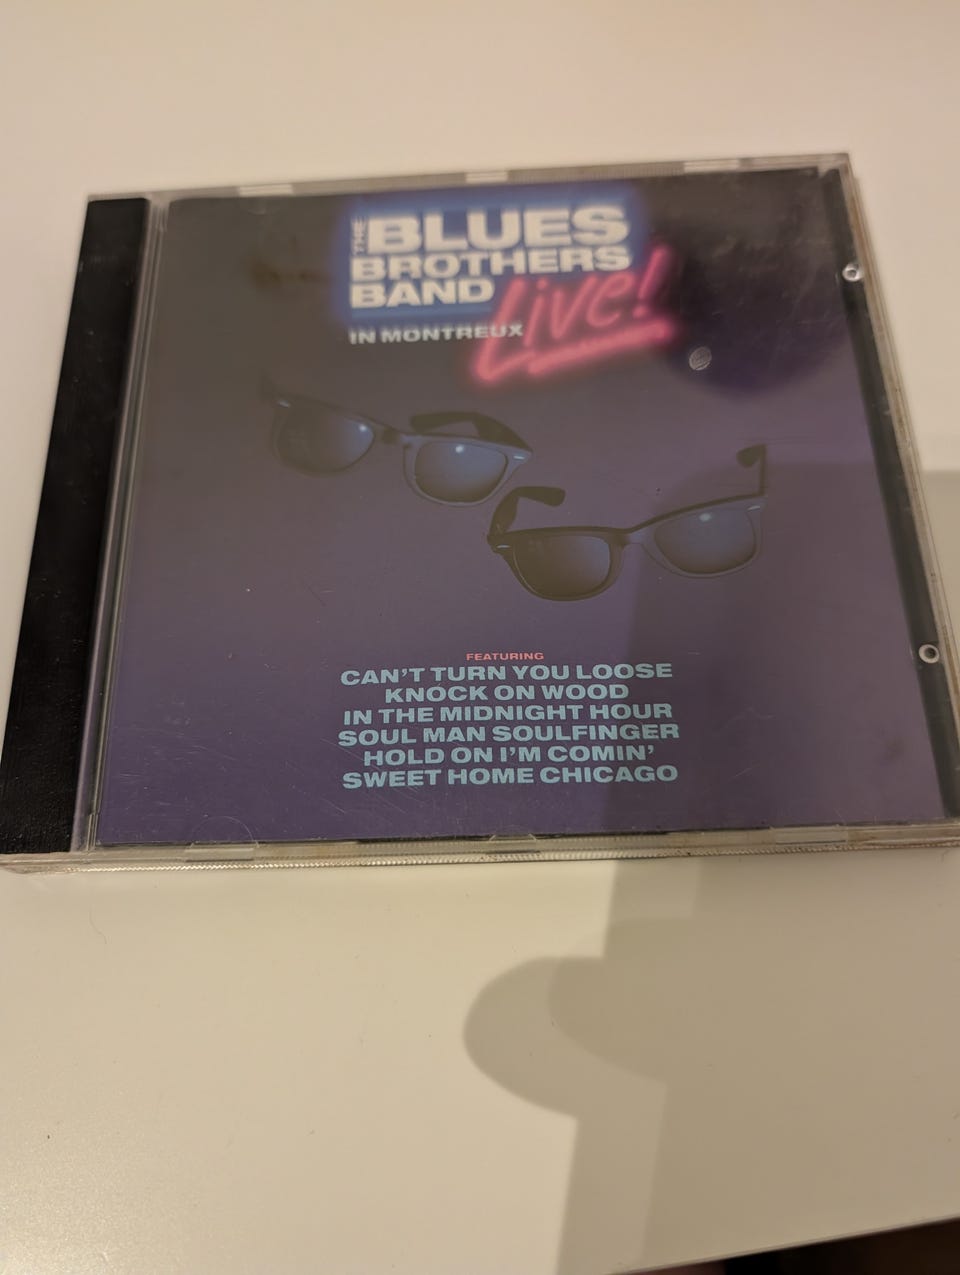 THE
BLUES
BROTHERS
BAND
Live!
IN MONTREUX
FEATURING
CAN'T TURN YOU LOOSE
KNOCK ON WOOD
IN THE MIDNIGHT HOUR
SOUL MAN SOULFINGER
HOLD ON I'M COMIN'
SWEET HOME CHICAGO